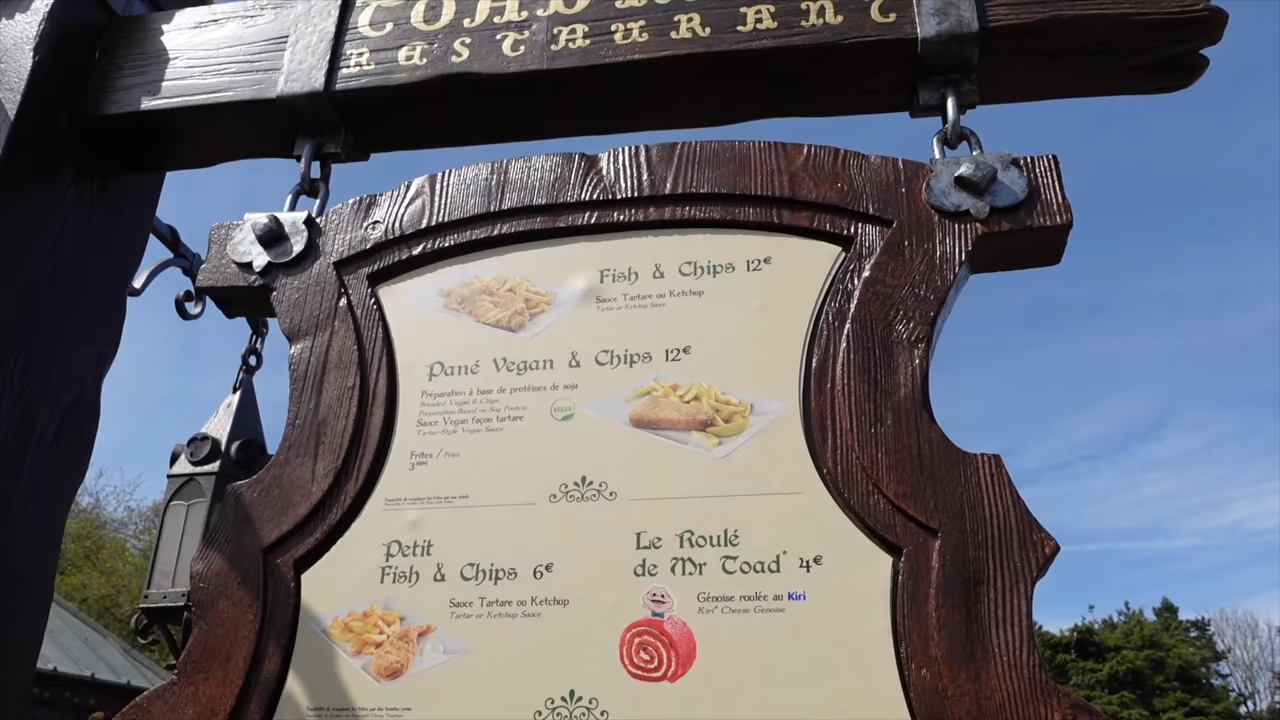 RESTAURANT
Fish & Chips 12€
Sauce Tartare ou Ketchup
Tartar or Ketchup Sauce
Pané Vegan & Chips 12€
Préparation à base de protéines de soja
Breaded Vegan & Chips
Preparation Based on Soy Protein
Sauce Vegan façon tartare
Tartar-Style Vegan Sauce
VEGAN
Frites / Fries
Petit
Fish & Chips 6€
Sauce Tartare ou Ketchup
Tartar or Ketchup Sauce
Le Roulé
de Mr Toad* 4€
Génoise roulée au Kiri
Kiri® Cheese Genoise